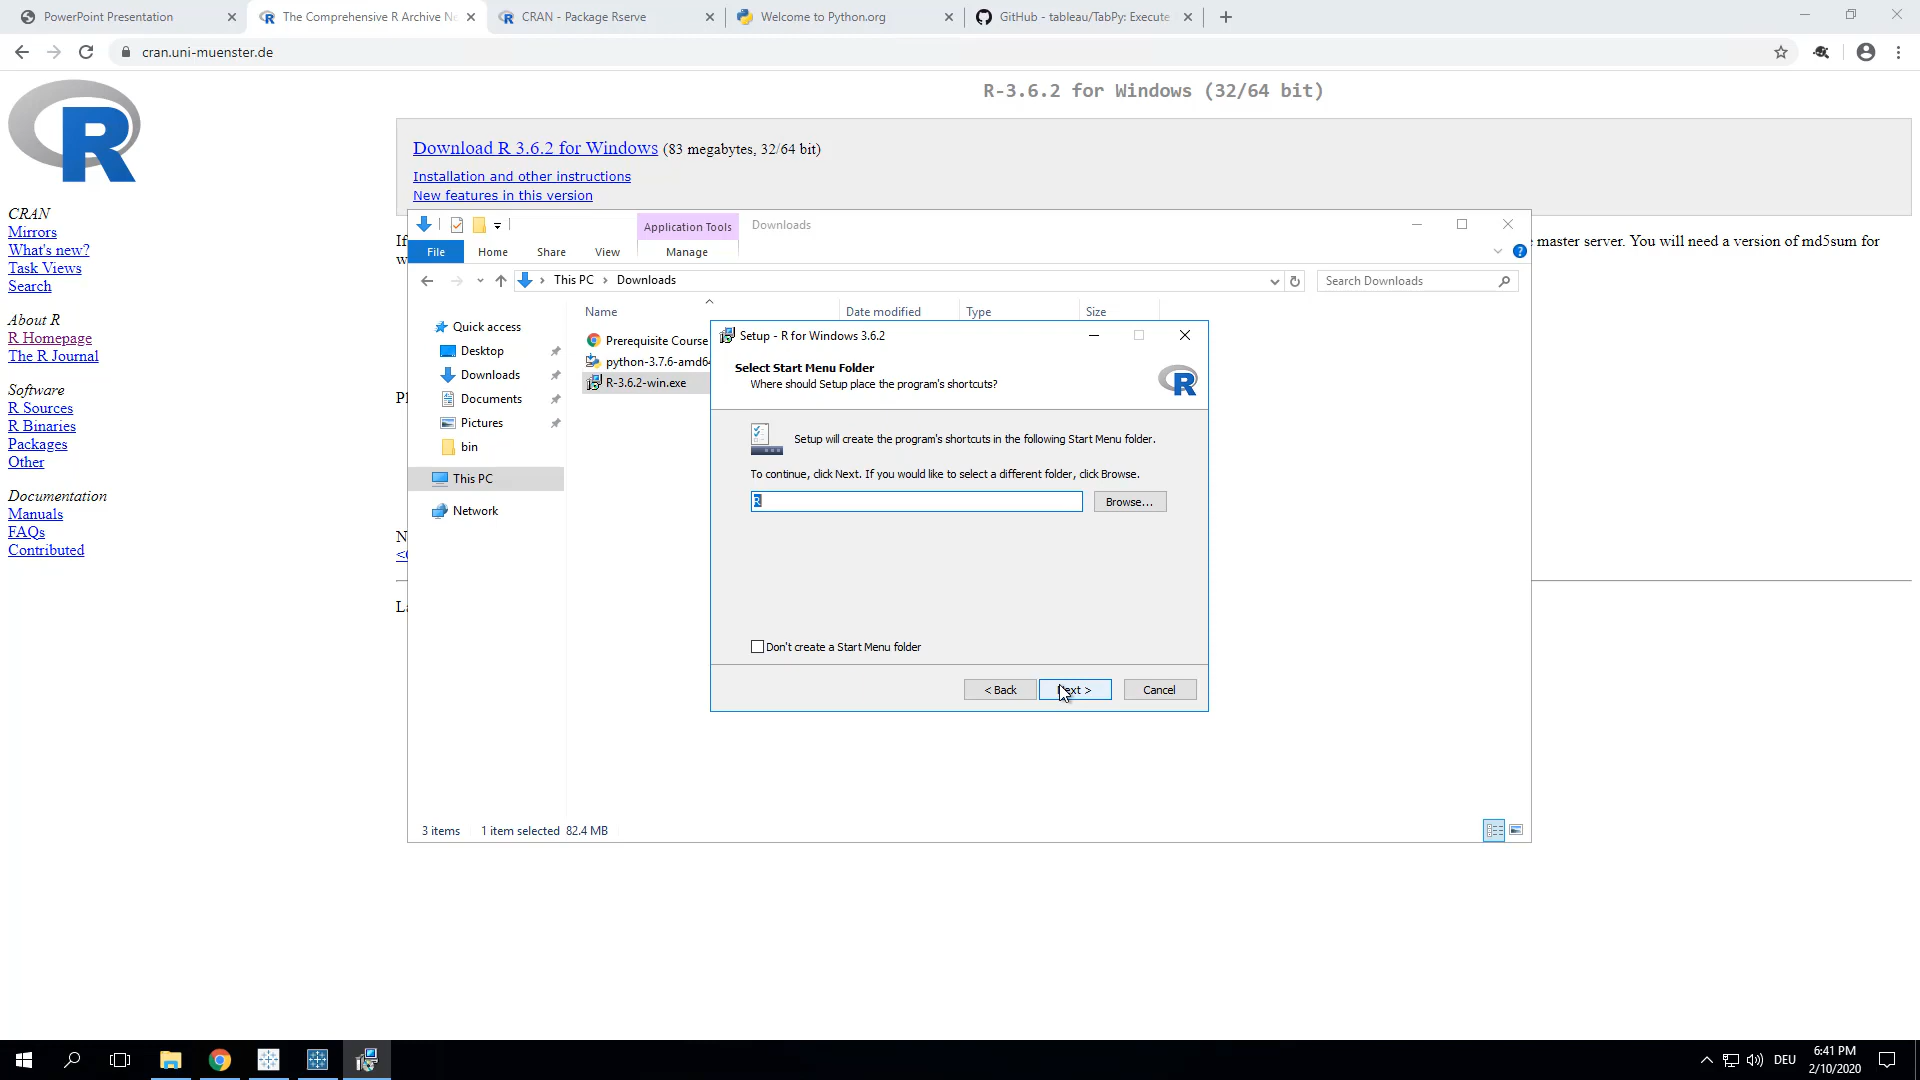 PowerPoint Presentation
The Comprehensive R Archive Ne
CRAN - Package Rserve
Welcome to Python.org
GitHub - tableau/TabPy: Execute
cran.uni-muenster.de
R
R-3.6.2 for Windows (32/64 bit)
Download R 3.6.2 for Windows (83 megabytes, 32/64 bit)
Installation and other instructions
New features in this version
CRAN
Mirrors
What's new?
Task Views
Search
About R
R Homepage
The R Journal
Software
R Sources
R Binaries
Packages
Other
Documentation
Manuals
FAQs
Contributed
If
master server. You will need a version of md5sum for
Application Tools
Downloads
File
Home
Share
View
Manage
This PC
Downloads
Search Downloads
Name
Date modified
Type
Size
Quick access
Desktop
Downloads
Documents
Pictures
bin
This PC
Network
Prerequisite Course
python-3.7.6-amd64
R-3.6.2-win.exe
Setup - R for Windows 3.6.2
Select Start Menu Folder
Where should Setup place the program's shortcuts?
R
Setup will create the program's shortcuts in the following Start Menu folder.
To continue, click Next. If you would like to select a different folder, click Browse.
R
Browse...
Don't create a Start Menu folder
< Back
Next >
Cancel
3 items
1 item selected 82.4 MB
DEU
6:41 PM
2/10/2020